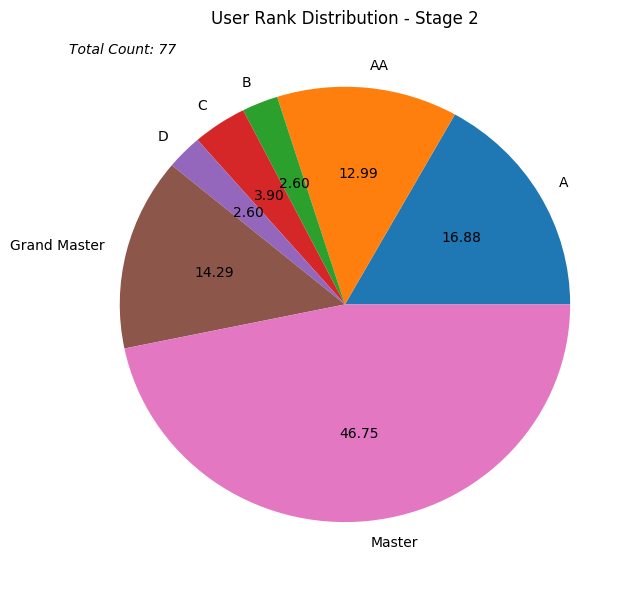 User Rank Distribution - Stage 2
Total Count: 77
AA
B
C
D
A
Grand Master
Master
12.99
2.60
3.90
2.60
16.88
14.29
46.75